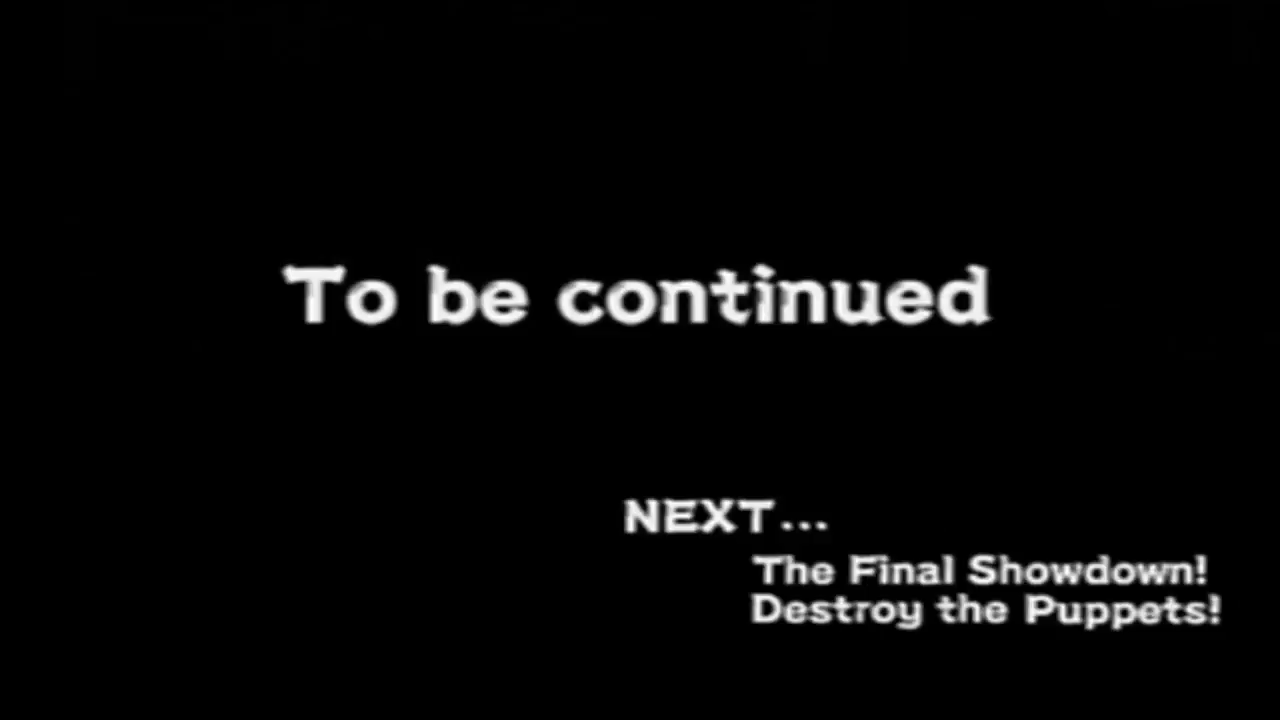 To be continued
NEXT...
The Final Showdown!
Destroy the Puppets!